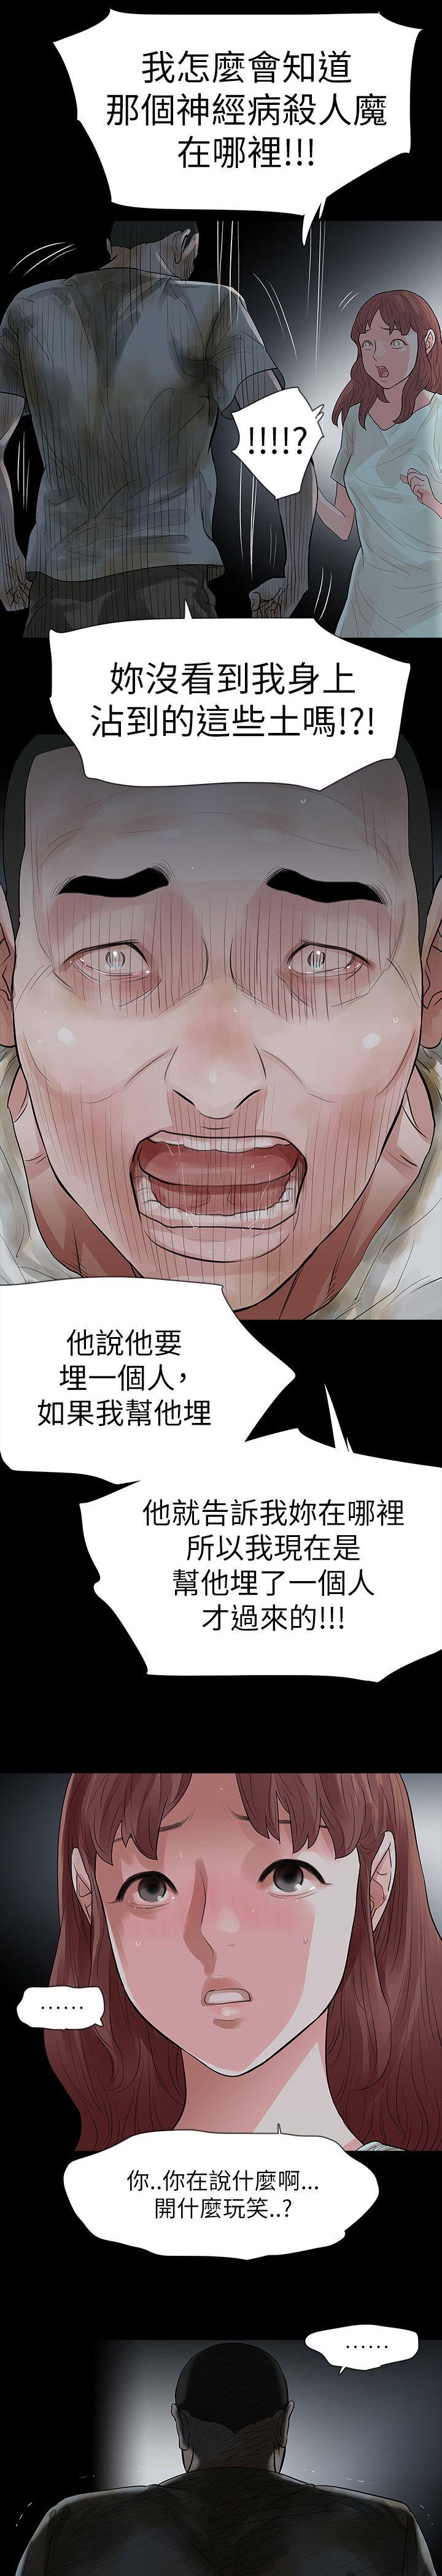 我怎麼會知道
那個神經病殺人魔
在哪裡!!!
!!!!?
妳沒看到我身上
沾到的這些土嗎!?!
他說他要
埋一個人，
如果我幫他埋
他就告訴我妳在哪裡
所以我現在是
幫他埋了一個人
才過來的!!!
......
你..你在說什麼啊...
開什麼玩笑..?
......